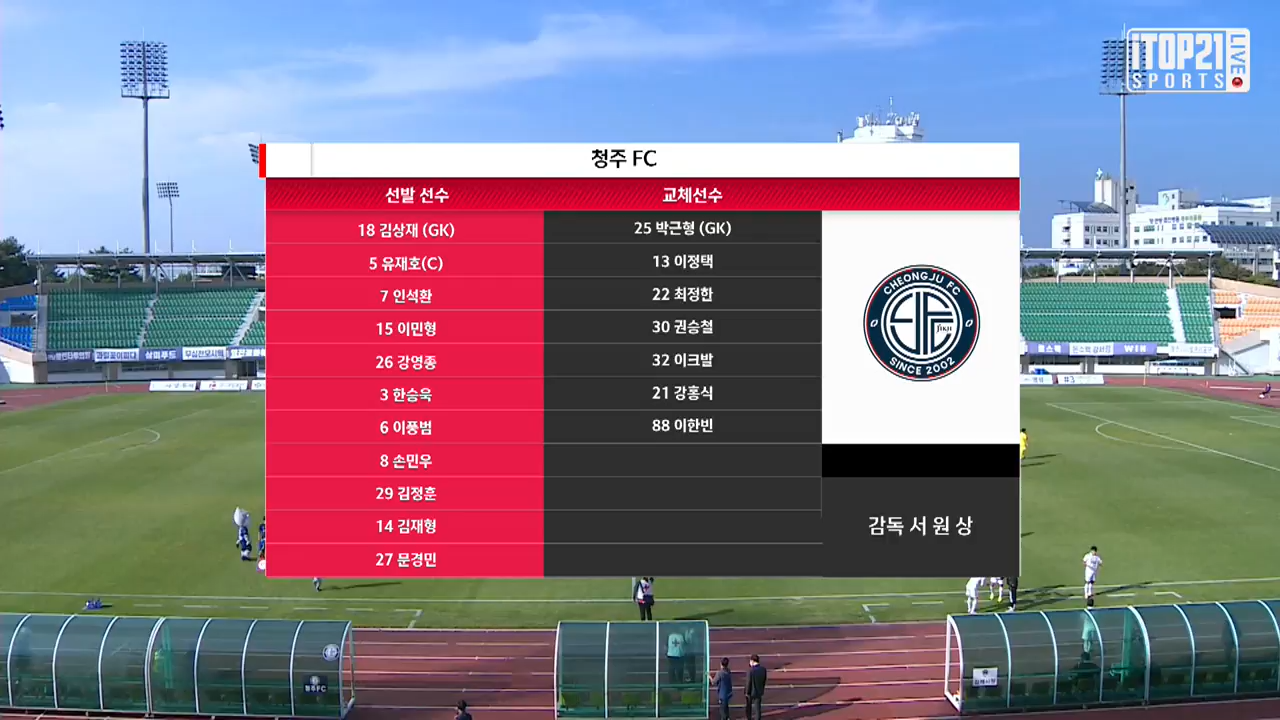 iTOP21
SPORTS
LIVE
청주 FC
선발 선수
교체선수
18 김상재 (GK)
5 유재호(C)
7 인석환
15 이민형
26 강영종
3 한승욱
6 이풍범
8 손민우
29 김정훈
14 김재형
27 문경민
25 박근형 (GK)
13 이정택
22 최정한
30 권승철
32 이크발
21 강홍식
88 이한빈
CHEONGJU FC
SINCE 2002
감독 서 원 상
WIN
청주FC